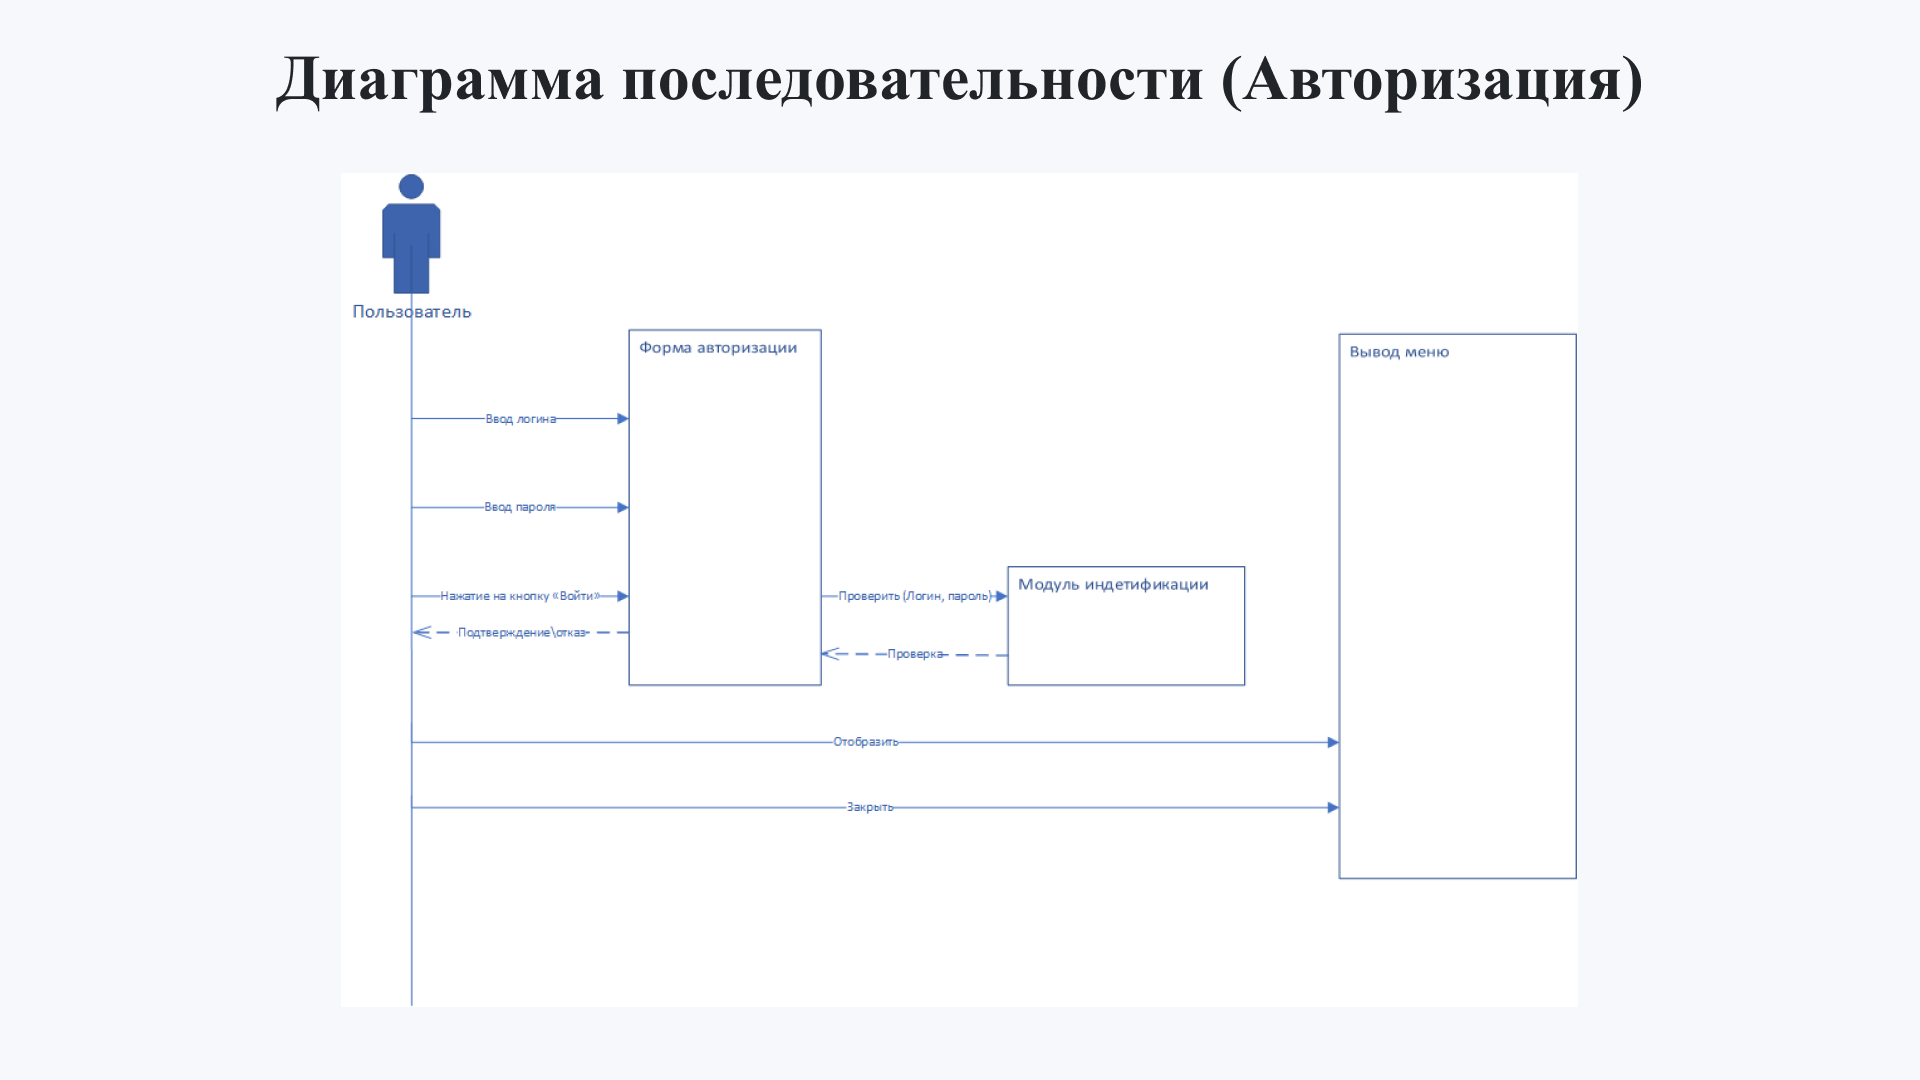 Диаграмма последовательности (Авторизация)
Пользователь
Форма авторизации
Вывод меню
Ввод логина
Ввод пароля
Модуль индетификации
Нажатие на кнопку «Войти»
Проверить (Логин, пароль)
Подтверждение\отказ
Проверка
Отобразить
Закрыть